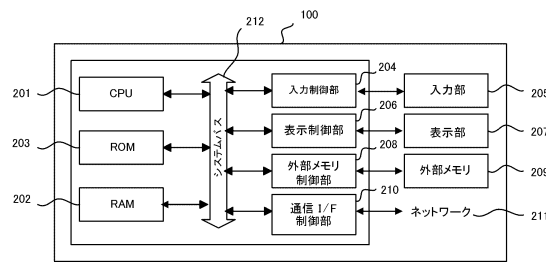 212
100
201
CPU
203
ROM
202
RAM
システムバス
204
入力制御部
入力部
205
206
表示制御部
表示部
207
208
外部メモリ
制御部
外部メモリ
209
210
通信 I/F
制御部
ネットワーク
211